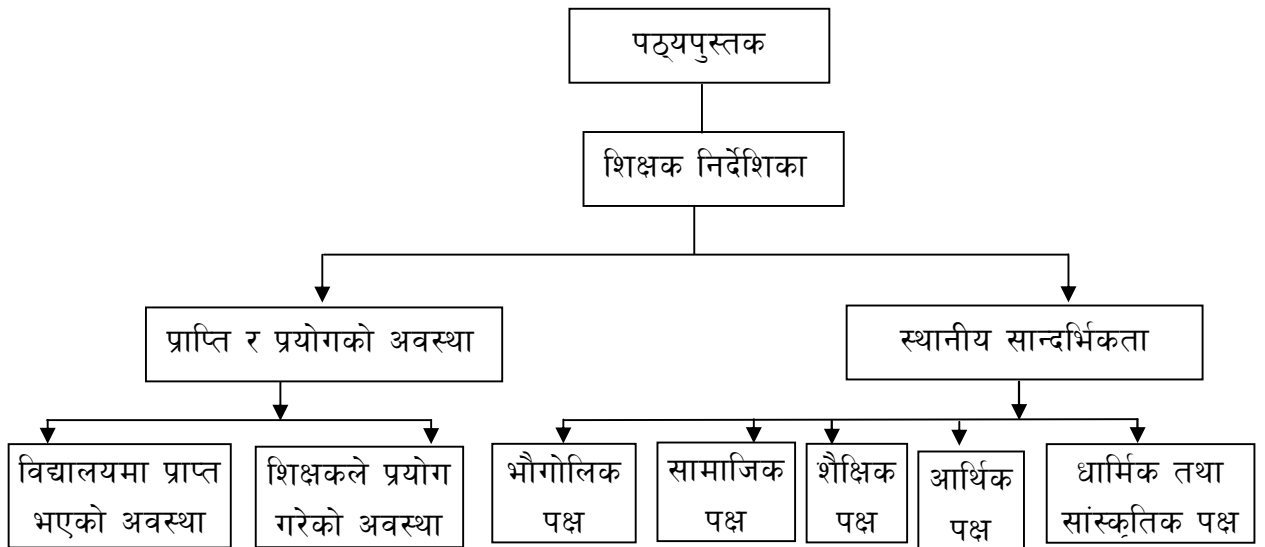 पठ्यपुस्तक
शिक्षक निर्देशिका
प्राप्ति र प्रयोगको अवस्था
स्थानीय सान्दर्भिकता
विद्यालयमा प्राप्त
भएको अवस्था
शिक्षकले प्रयोग
गरेको अवस्था
भौगोलिक
पक्ष
सामाजिक
पक्ष
शैक्षिक
पक्ष
आर्थिक
पक्ष
धार्मिक तथा
सांस्कृतिक पक्ष